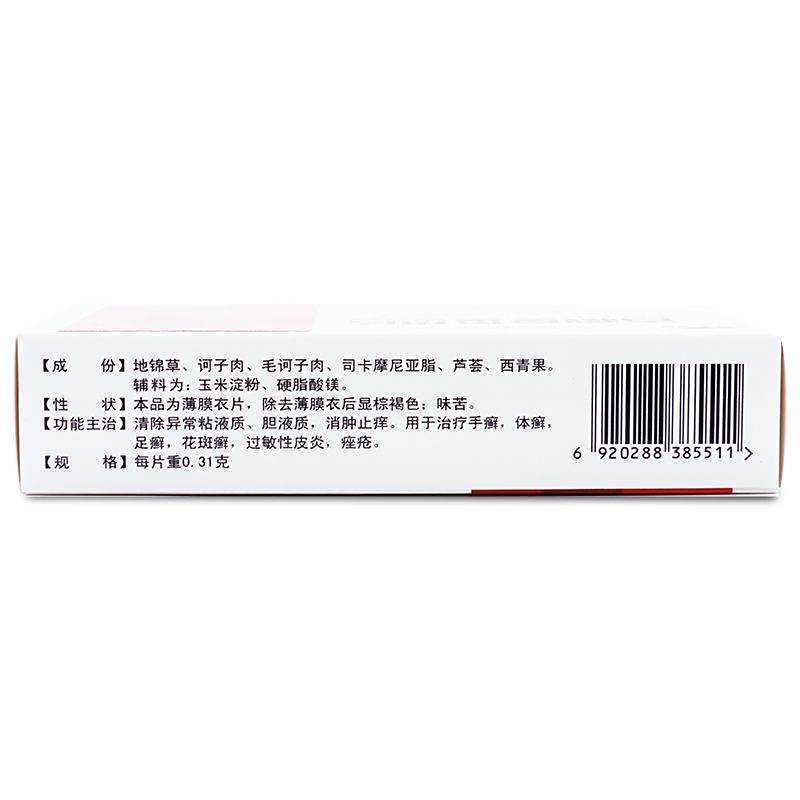 【成　份】地锦草、诃子肉、毛诃子肉、司卡摩尼亚脂、芦荟、西青果。
辅料为：玉米淀粉、硬脂酸镁。
【性　状】本品为薄膜衣片，除去薄膜衣后显棕褐色；味苦。
【功能主治】清除异常粘液质、胆液质，消肿止痒。用于治疗手癣，体癣，
足癣，花斑癣，过敏性皮炎，痤疮。
【规　格】每片重0.31克
6 920288 385511 >